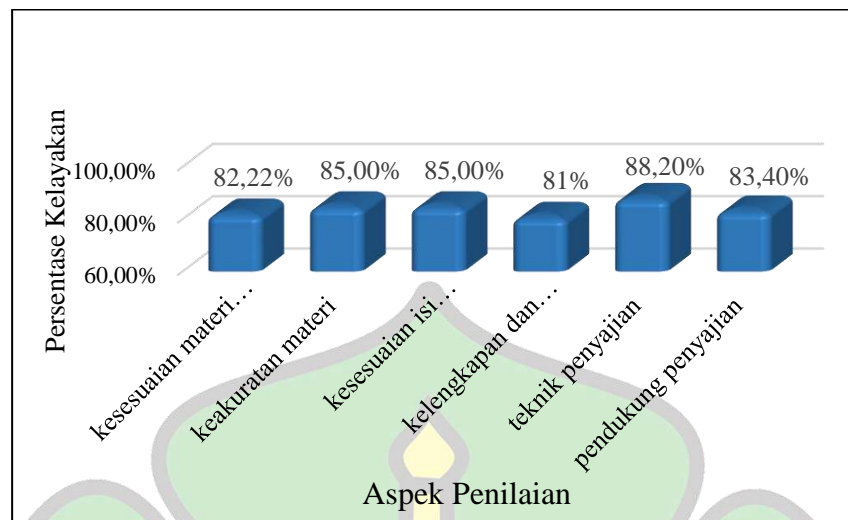 Persentase Kelayakan
100,00%
80,00%
60,00%
82,22%
85,00%
85,00%
81%
88,20%
83,40%
kesesuaian materi…
keakuratan materi
kesesuaian isi…
kelengkapan dan…
teknik penyajian
pendukung penyajian
Aspek Penilaian